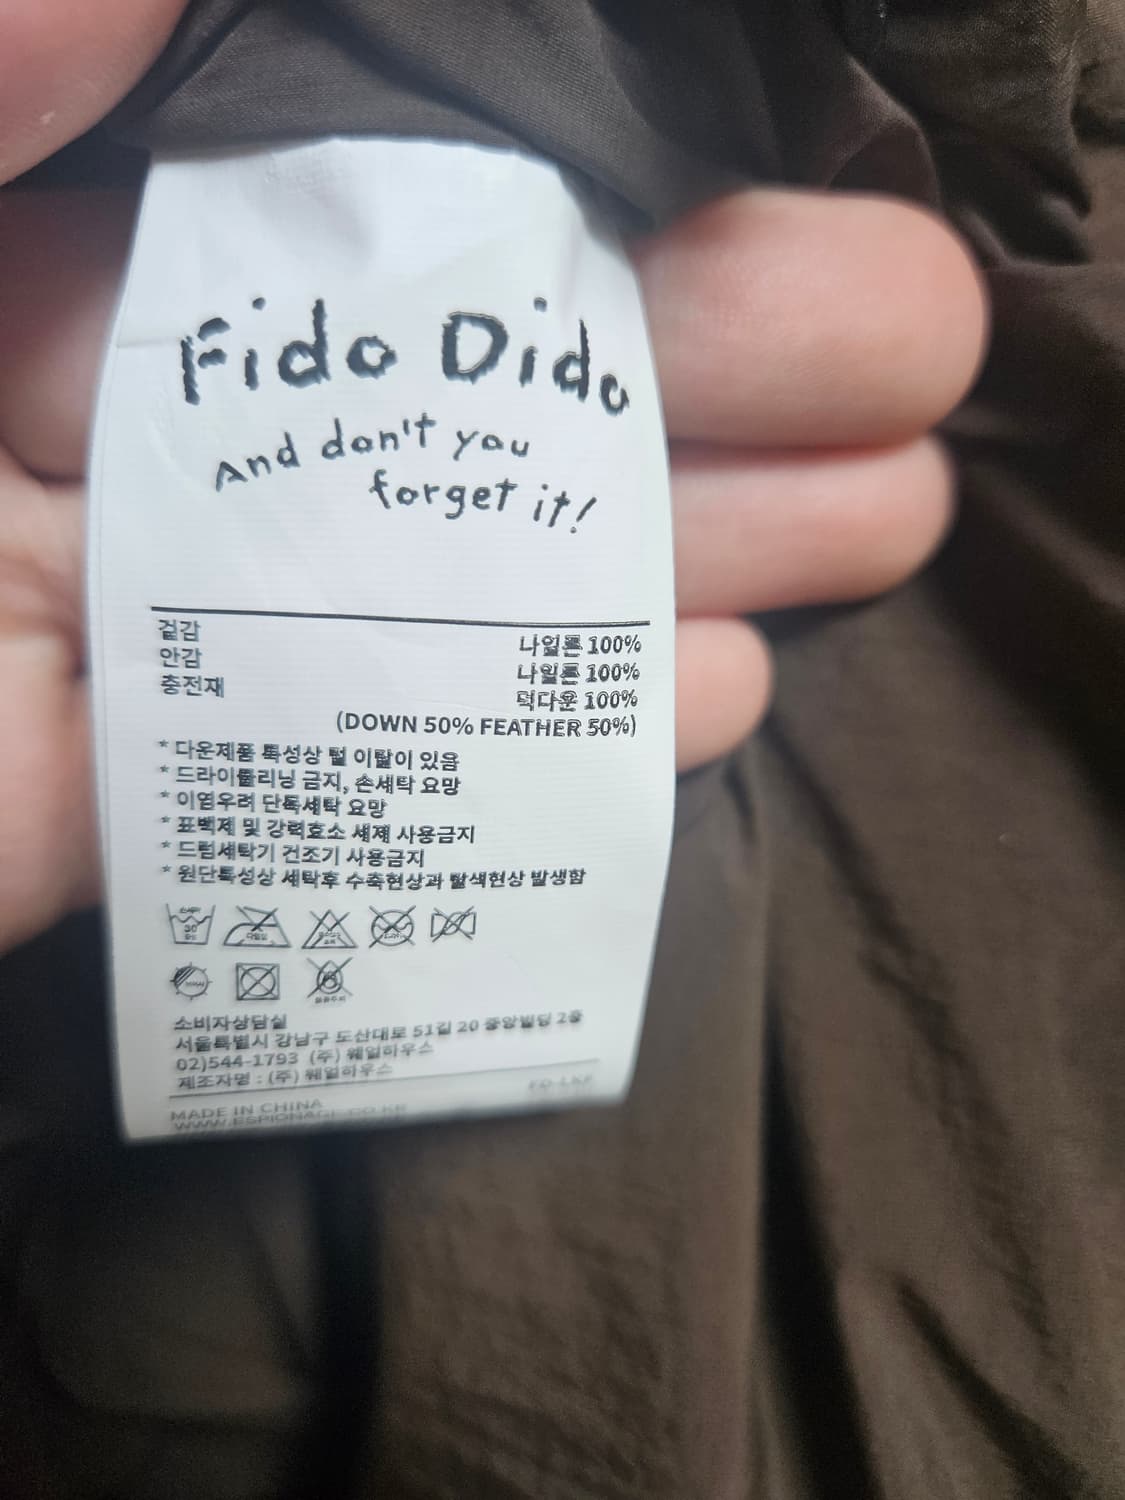 Fido Dido
And don't you
forget it!
겉감 나일론 100%
안감 나일론 100%
충전재 덕다운 100%
(DOWN 50% FEATHER 50%)
* 다운제품 특성상 털 이탈이 있음
* 드라이클리닝 금지, 손세탁 요망
* 이염우려 단독세탁 요망
* 표백제 및 강력효소 세제 사용금지
* 드럼세탁기 건조기 사용금지
* 원단특성상 세탁후 수축현상과 탈색현상 발생함
30
소비자상담실
서울특별시 강남구 도산대로 51길 20 중앙빌딩 2층
02)544-1793 (주) 웨얼하우스
제조자명 : (주) 웨얼하우스
MADE IN CHINA
WWW.ESPIONAGE.CO.KR